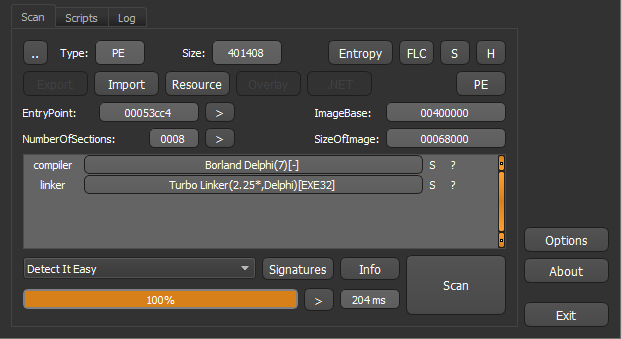 Scan Scripts Log
.. Type: PE Size: 401408 Entropy FLC S H
Export Import Resource Overlay .NET PE
EntryPoint: 00053cc4 > ImageBase: 00400000
NumberOfSections: 0008 > SizeOfImage: 00068000
compiler Borland Delphi(7)[-] S ?
linker Turbo Linker(2.25*,Delphi)[EXE32] S ?
Options
Detect It Easy Signatures Info About
Scan
100% > 204 ms
Exit